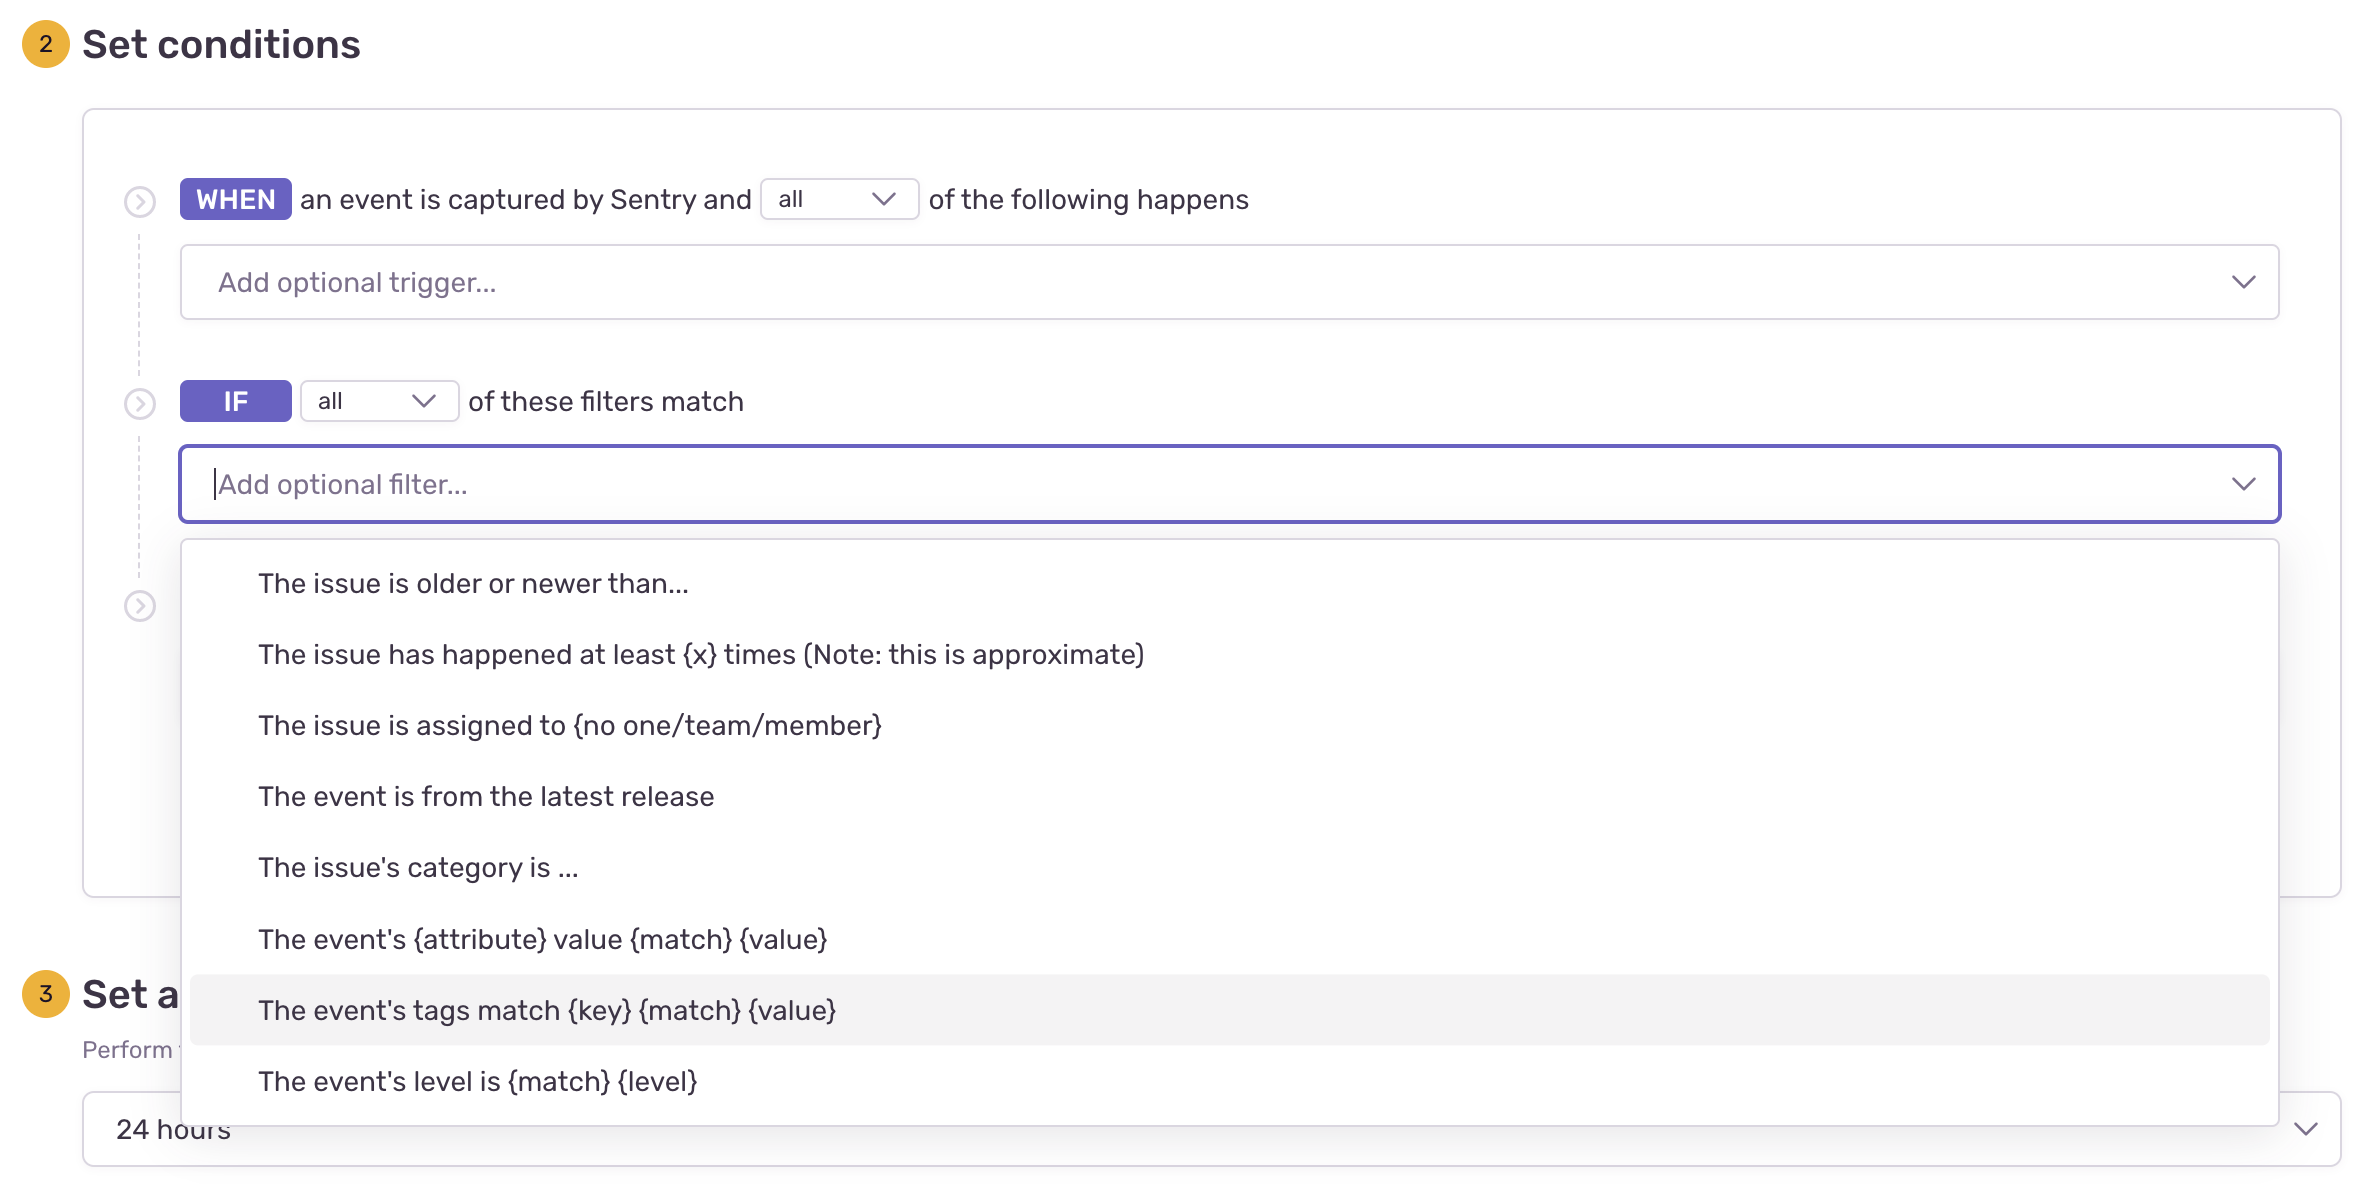 2 Set conditions
WHEN an event is captured by Sentry and all of the following happens
Add optional trigger...
IF all of these filters match
Add optional filter...
The issue is older or newer than...
The issue has happened at least {x} times (Note: this is approximate)
The issue is assigned to {no one/team/member}
The event is from the latest release
The issue's category is ...
The event's {attribute} value {match} {value}
3 Set a
The event's tags match {key} {match} {value}
Perform
The event's level is {match} {level}
24 hours